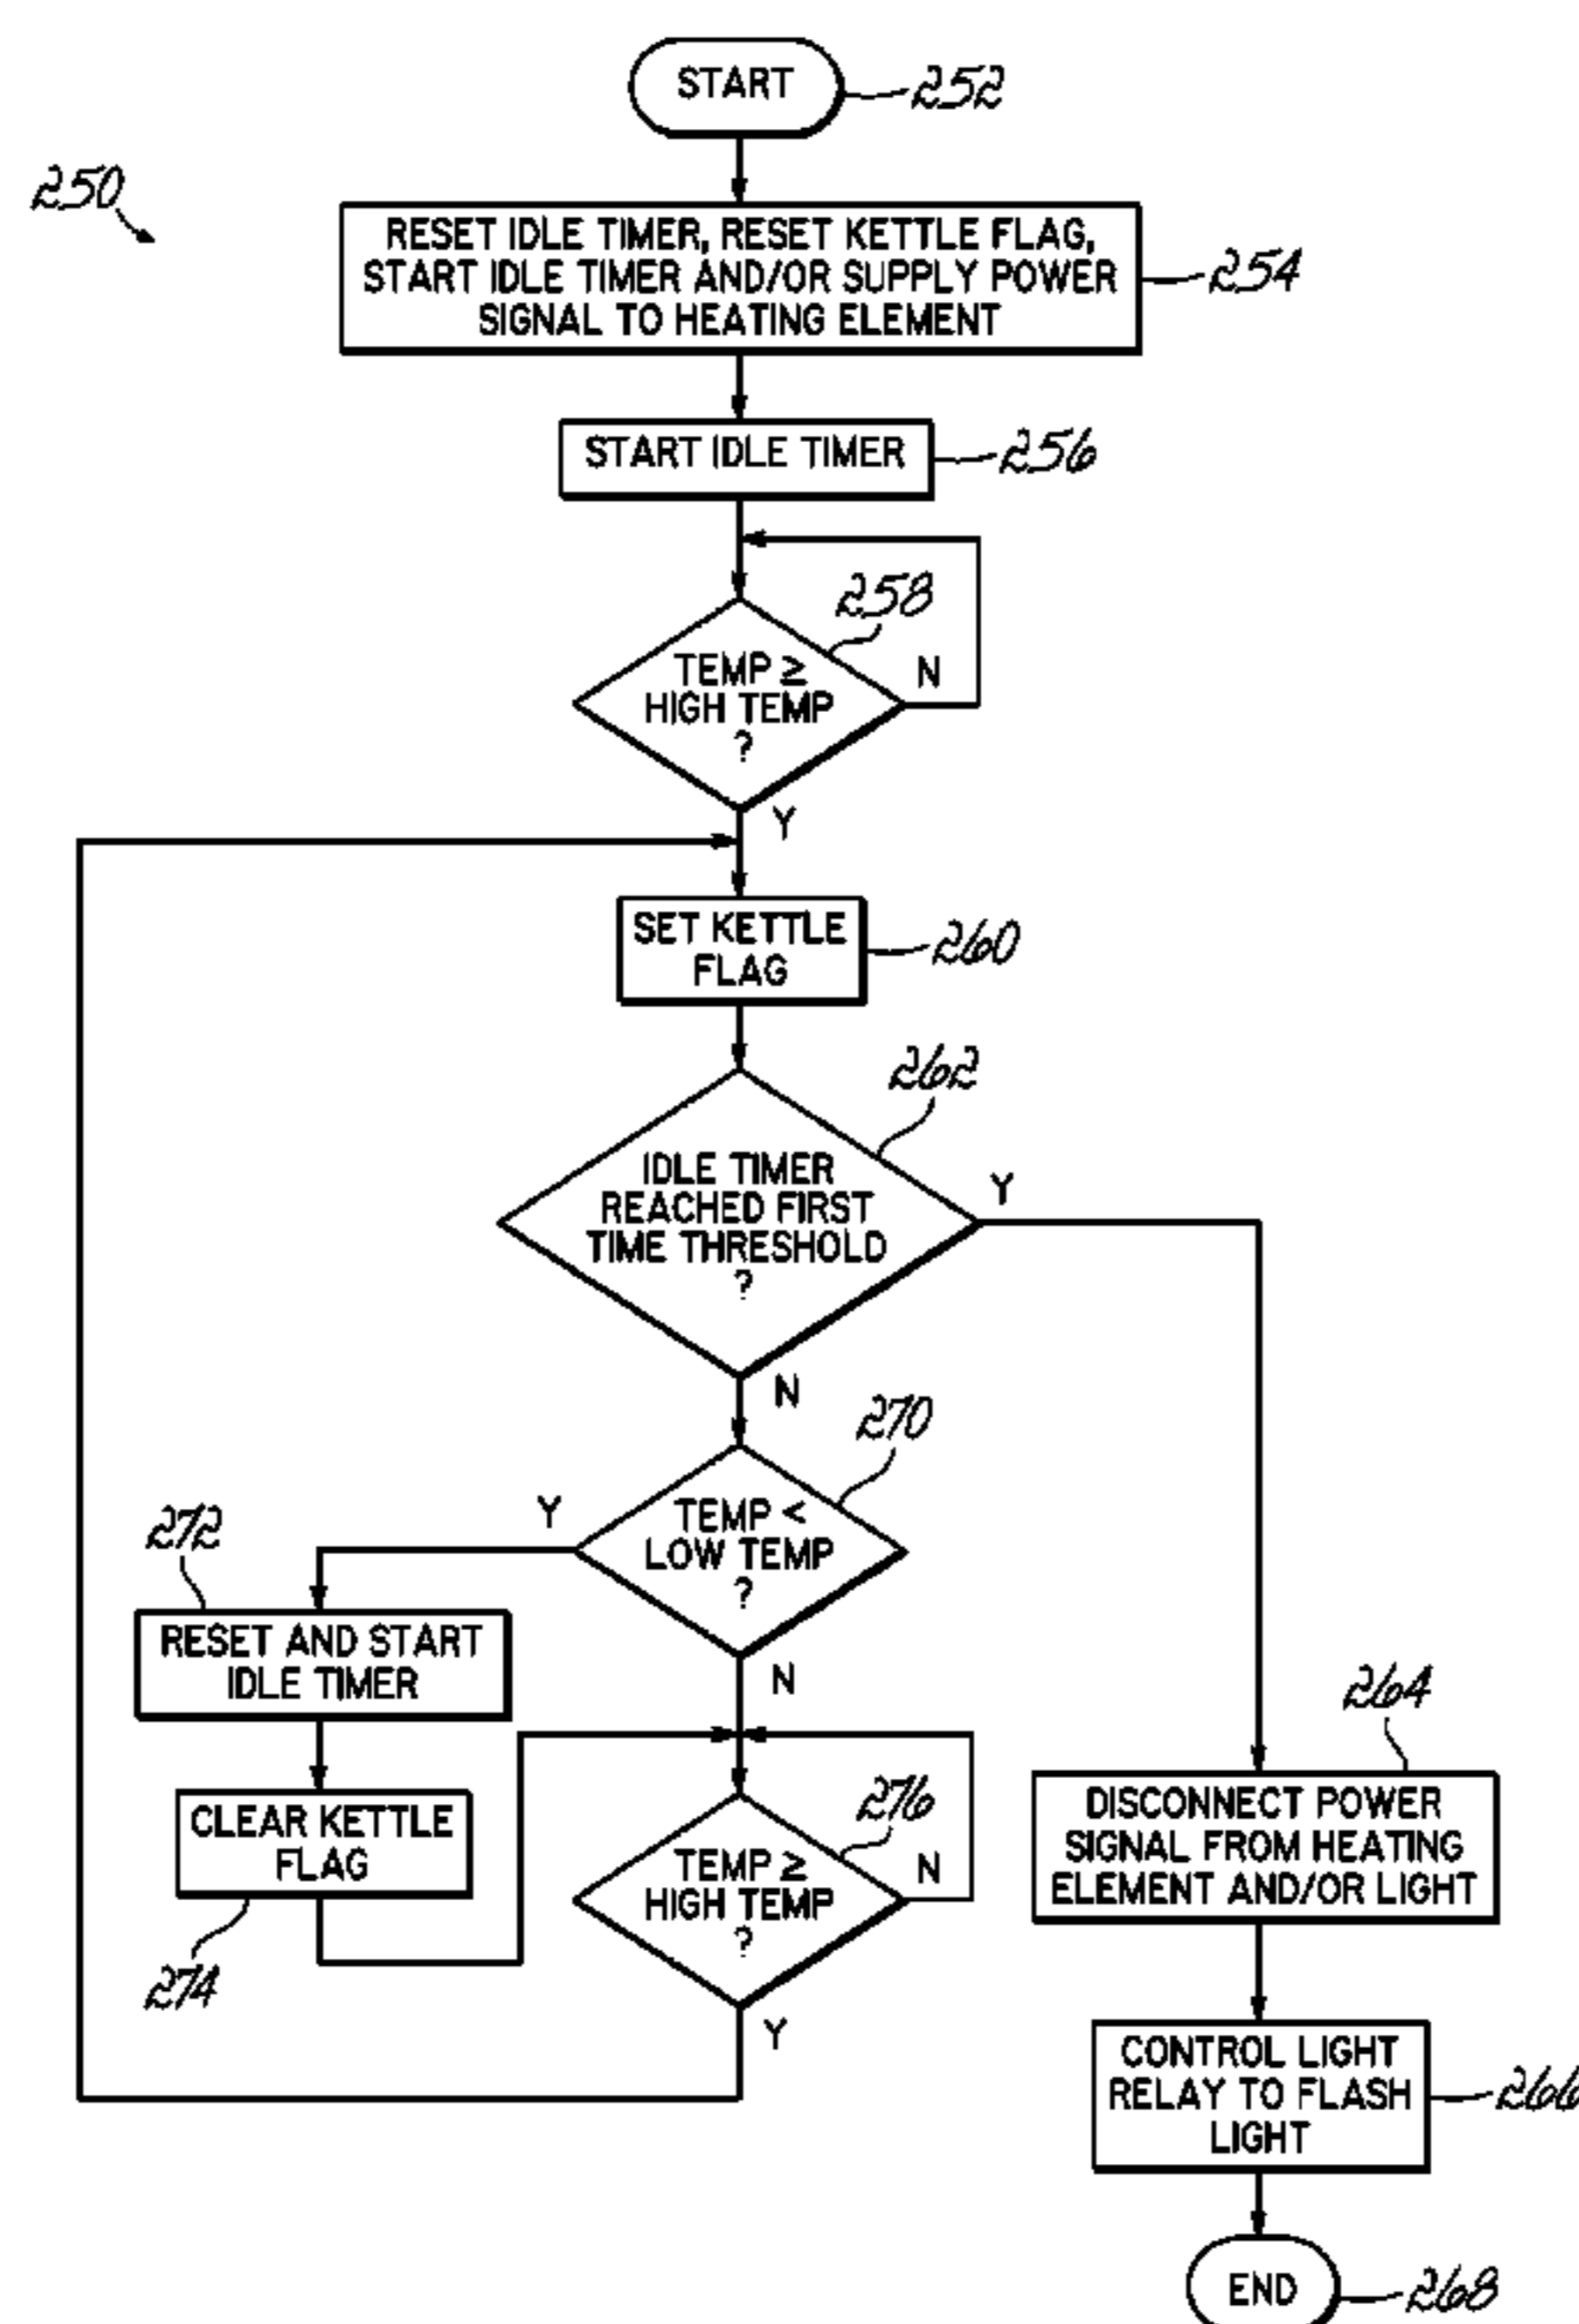 START
252
250
RESET IDLE TIMER, RESET KETTLE FLAG,
START IDLE TIMER AND/OR SUPPLY POWER
SIGNAL TO HEATING ELEMENT
254
START IDLE TIMER
256
258
TEMP ≥
HIGH TEMP
?
N
Y
SET KETTLE
FLAG
260
262
IDLE TIMER
REACHED FIRST
TIME THRESHOLD
?
Y
N
270
TEMP <
LOW TEMP
?
Y
N
272
RESET AND START
IDLE TIMER
CLEAR KETTLE
FLAG
274
276
TEMP ≥
HIGH TEMP
?
N
Y
264
DISCONNECT POWER
SIGNAL FROM HEATING
ELEMENT AND/OR LIGHT
CONTROL LIGHT
RELAY TO FLASH
LIGHT
266
END
268